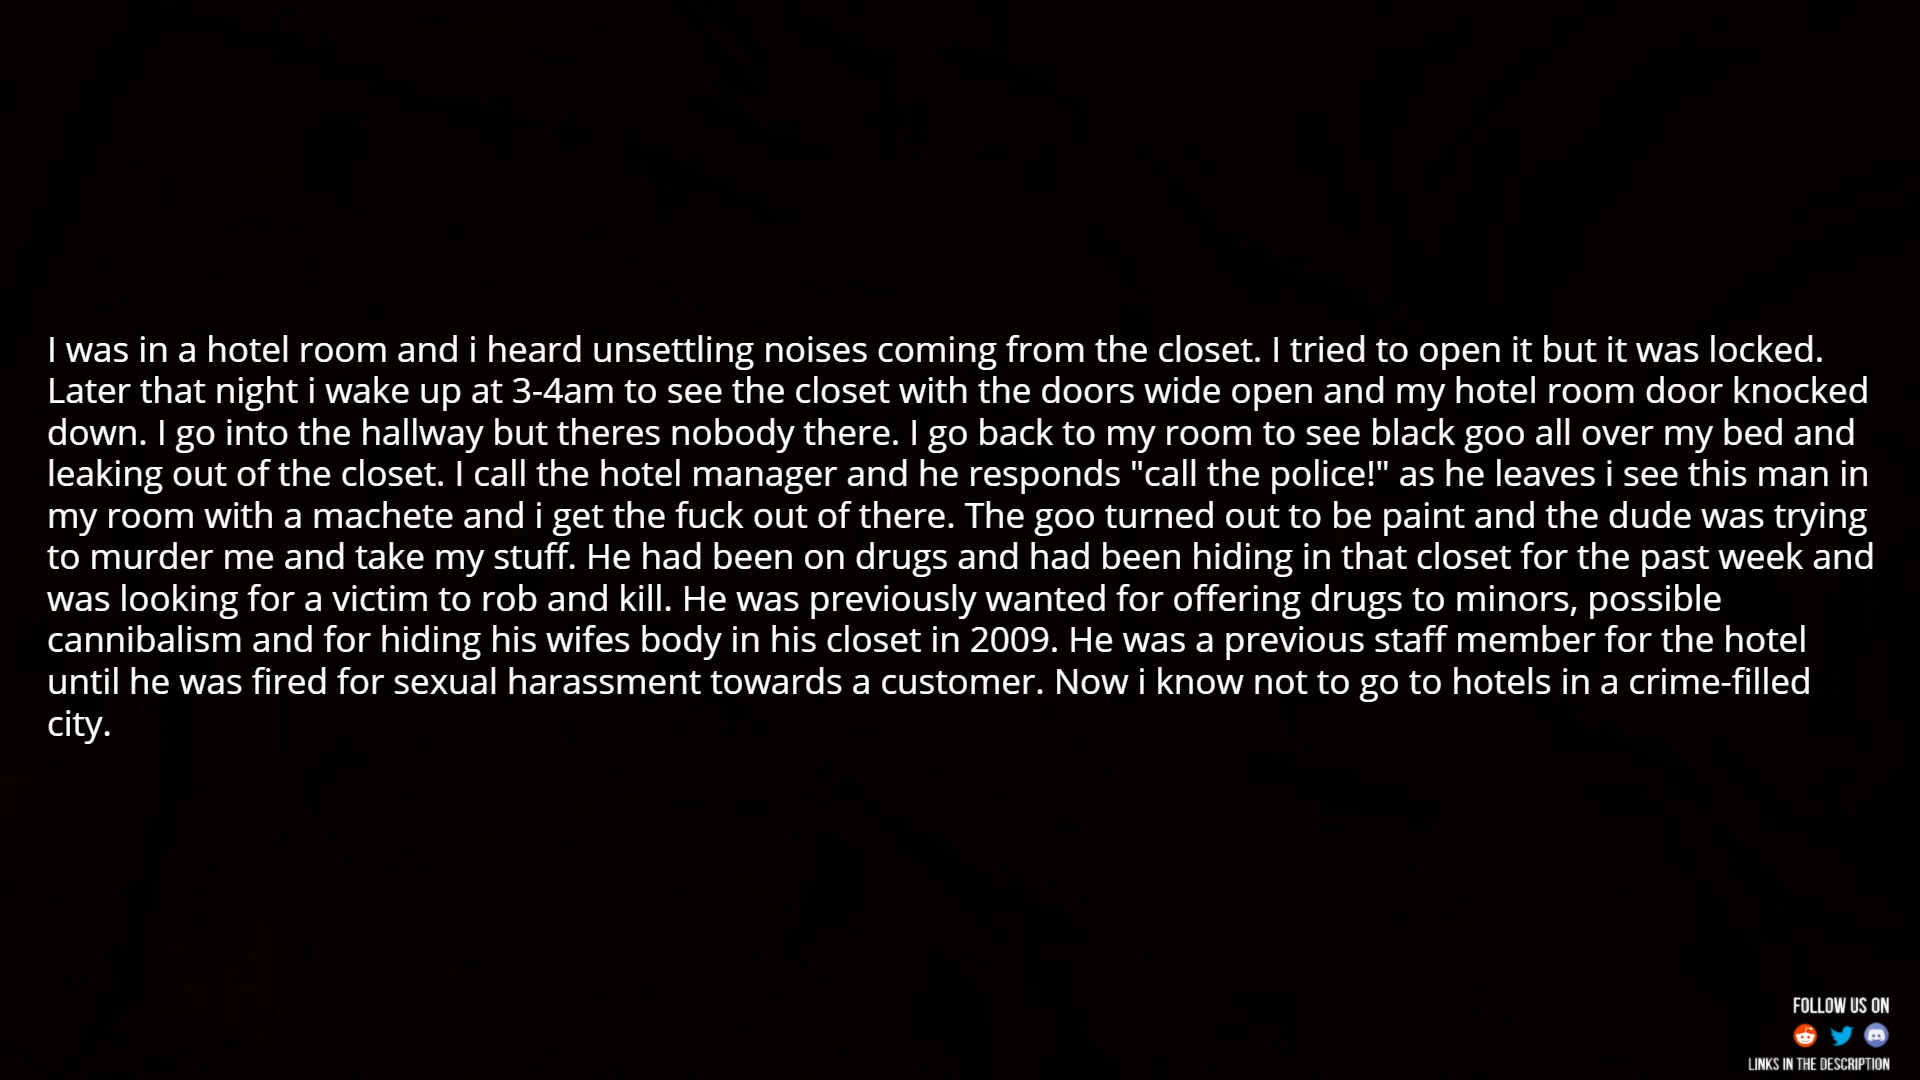 I was in a hotel room and i heard unsettling noises coming from the closet. I tried to open it but it was locked.
Later that night i wake up at 3-4am to see the closet with the doors wide open and my hotel room door knocked
down. I go into the hallway but theres nobody there. I go back to my room to see black goo all over my bed and
leaking out of the closet. I call the hotel manager and he responds "call the police!" as he leaves i see this man in
my room with a machete and i get the fuck out of there. The goo turned out to be paint and the dude was trying
to murder me and take my stuff. He had been on drugs and had been hiding in that closet for the past week and
was looking for a victim to rob and kill. He was previously wanted for offering drugs to minors, possible
cannibalism and for hiding his wifes body in his closet in 2009. He was a previous staff member for the hotel
until he was fired for sexual harassment towards a customer. Now i know not to go to hotels in a crime-filled
city.
FOLLOW US ON
LINKS IN THE DESCRIPTION